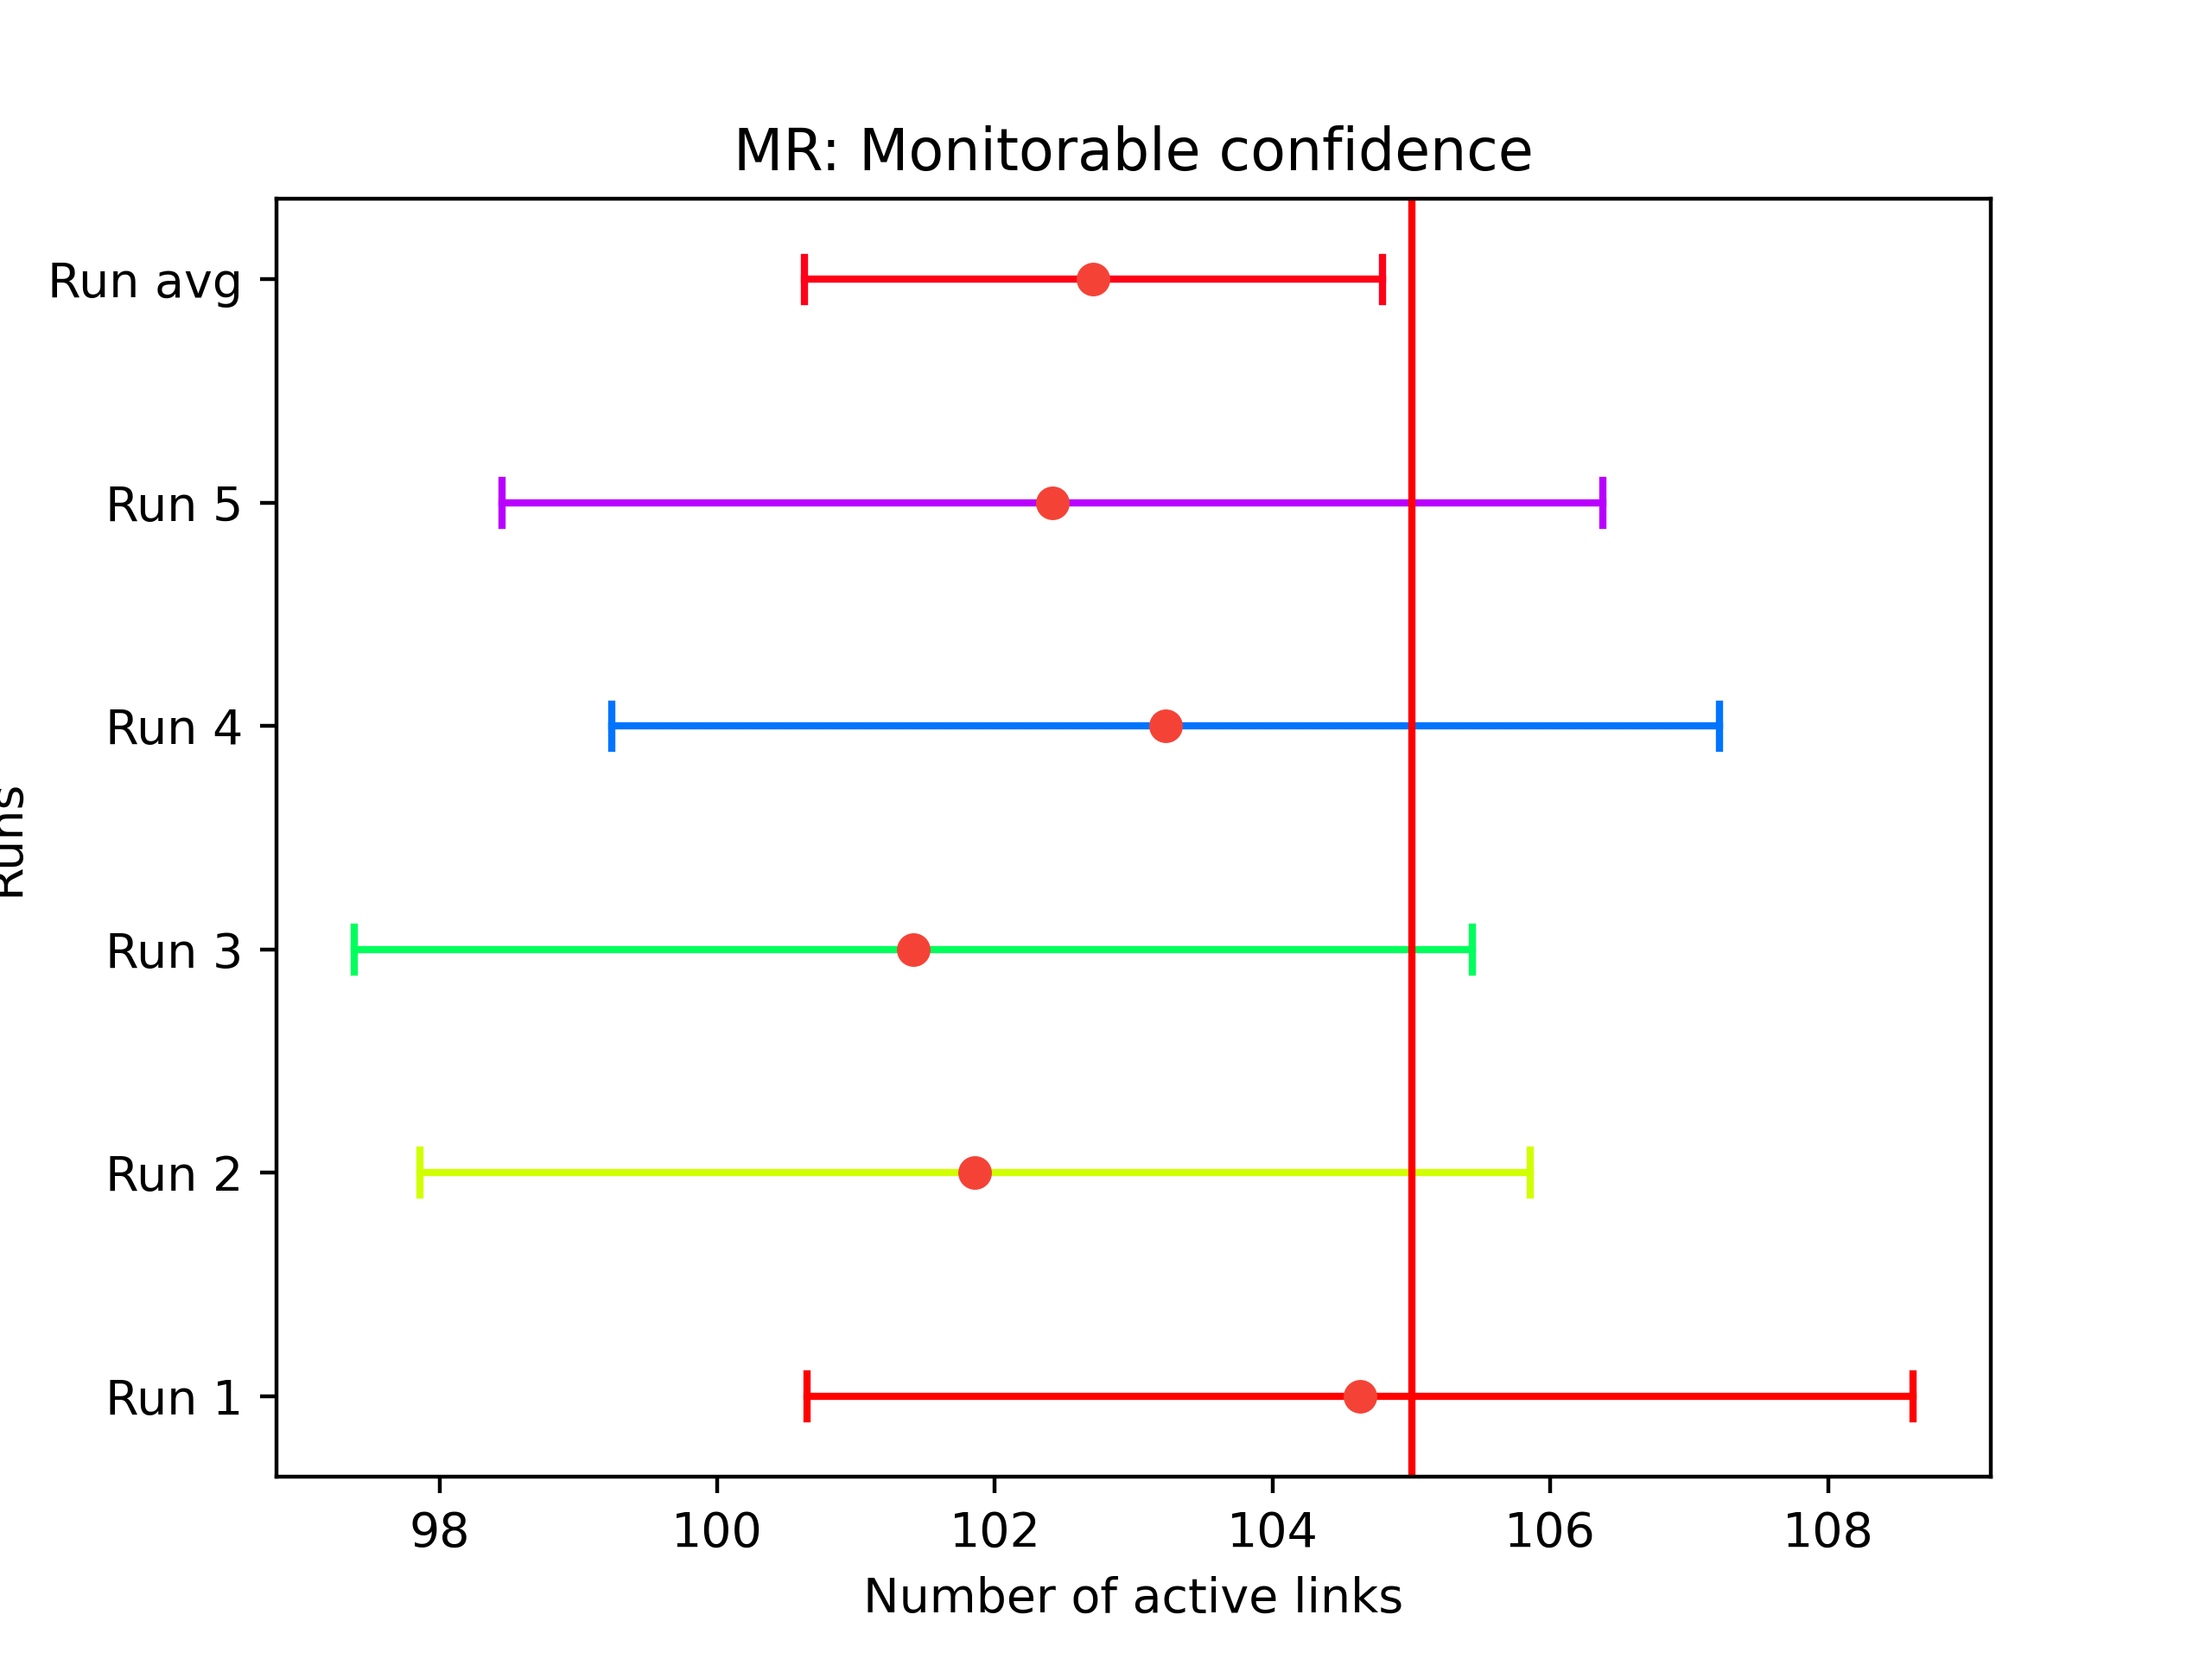 MR: Monitorable confidence
Run avg
Run 5
Run 4
Runs
Run 3
Run 2
Run 1
98 100 102 104 106 108
Number of active links